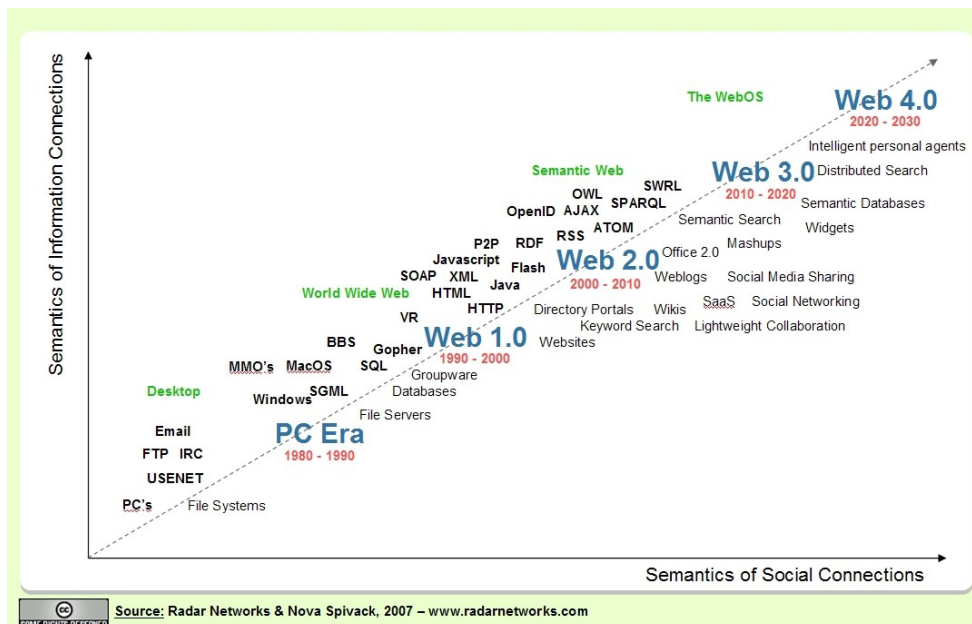 Semantics of Information Connections
The WebOS
Web 4.0
2020 - 2030
Intelligent personal agents
Semantic Web
Web 3.0
Distributed Search
2010 - 2020
SWRL
OWL
SPARQL
Semantic Databases
OpenID
AJAX
Semantic Search
Widgets
ATOM
RSS
P2P
RDF
Office 2.0
Mashups
Javascript
Web 2.0
Flash
SOAP
XML
Java
2000 - 2010
Weblogs
Social Media Sharing
World Wide Web
HTML
HTTP
Directory Portals
Wikis
SaaS
Social Networking
VR
Keyword Search
Lightweight Collaboration
Web 1.0
Websites
BBS
Gopher
1990 - 2000
MMO's
MacOS
SQL
Groupware
Desktop
SGML
Databases
Windows
File Servers
Email
PC Era
FTP
IRC
1980 - 1990
USENET
PC's
File Systems
Semantics of Social Connections
cc
SOME RIGHTS RESERVED
Source: Radar Networks & Nova Spivack, 2007 – www.radarnetworks.com